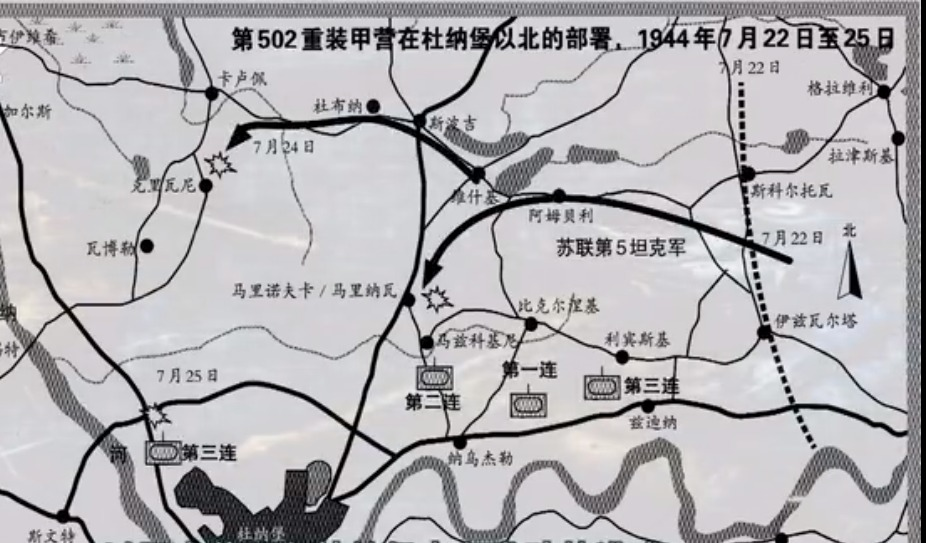 第502重装甲营在杜纳堡以北的部署，1944年7月22日至25日
布伊维希
7月22日
卡卢佩
格拉维利
加尔斯
杜布纳
斯波吉
7月24日
拉津斯基
克里瓦尼
维什基
斯科尔托瓦
阿姆贝利
7月22日
北
瓦博勒
苏联第5坦克军
马里诺夫卡/马里纳瓦
比克尔涅基
纳
伊兹瓦尔塔
特
马兹科基尼
利宾斯基
7月25日
第一连
第二连
第三连
兹迪纳
河
第三连
纳乌杰勒
斯文特
杜纳堡